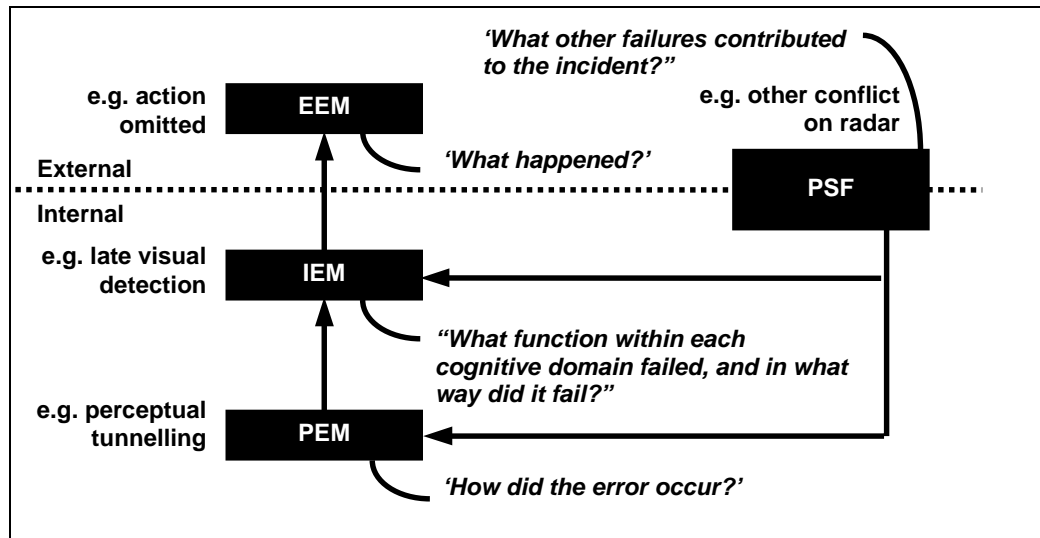 ‘What other failures contributed
to the incident?”
e.g. action
omitted
EEM
e.g. other conflict
on radar
‘What happened?’
External
PSF
Internal
e.g. late visual
detection
IEM
“What function within each
cognitive domain failed, and in what
way did it fail?”
e.g. perceptual
tunnelling
PEM
‘How did the error occur?’